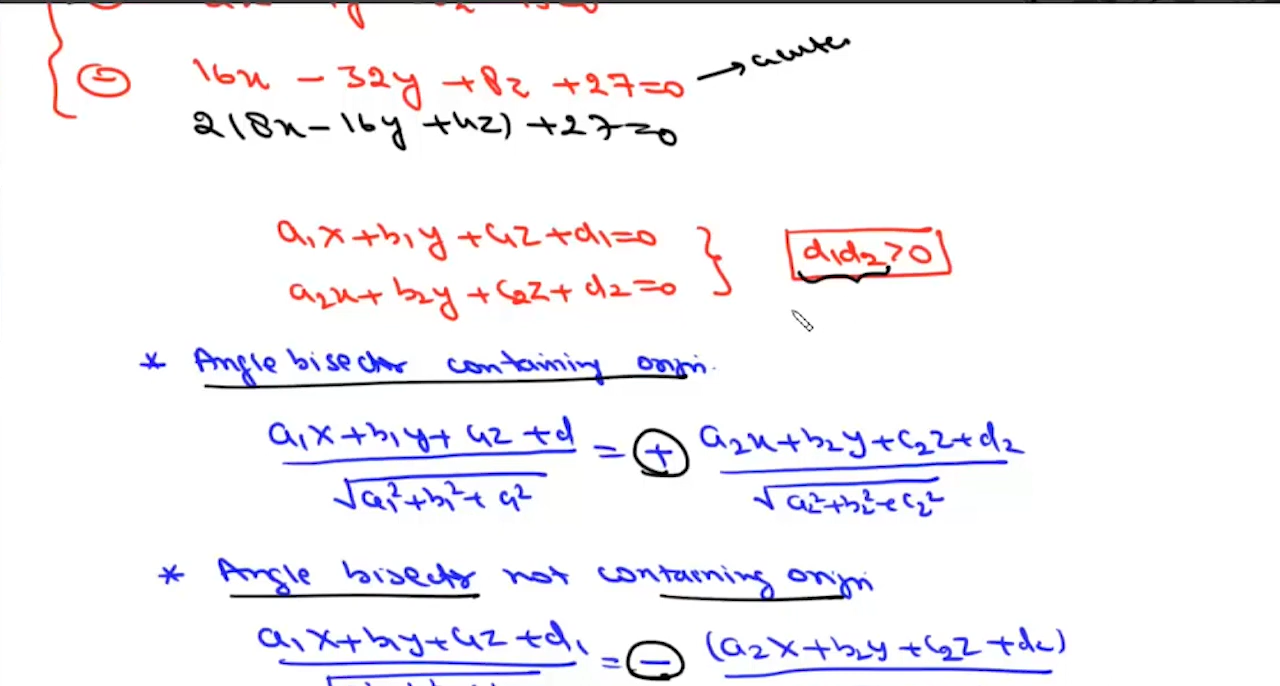 ⊖ 16x - 32y + 8z + 27 = 0 → acute
2(8x - 16y + 4z) + 27 = 0
a₁x + b₁y + c₁z + d₁ = 0
d₁d₂ > 0
a₂x + b₂y + c₂z + d₂ = 0
* Angle bisector containing origin.
a₁x + b₁y + c₁z + d = + a₂x + b₂y + c₂z + d₂
√a₁² + b₁² + c₁² √a₂² + b₂² + c₂²
* Angle bisector not containing origin
a₁x + b₁y + c₁z + d₁ = - (a₂x + b₂y + c₂z + d₂)